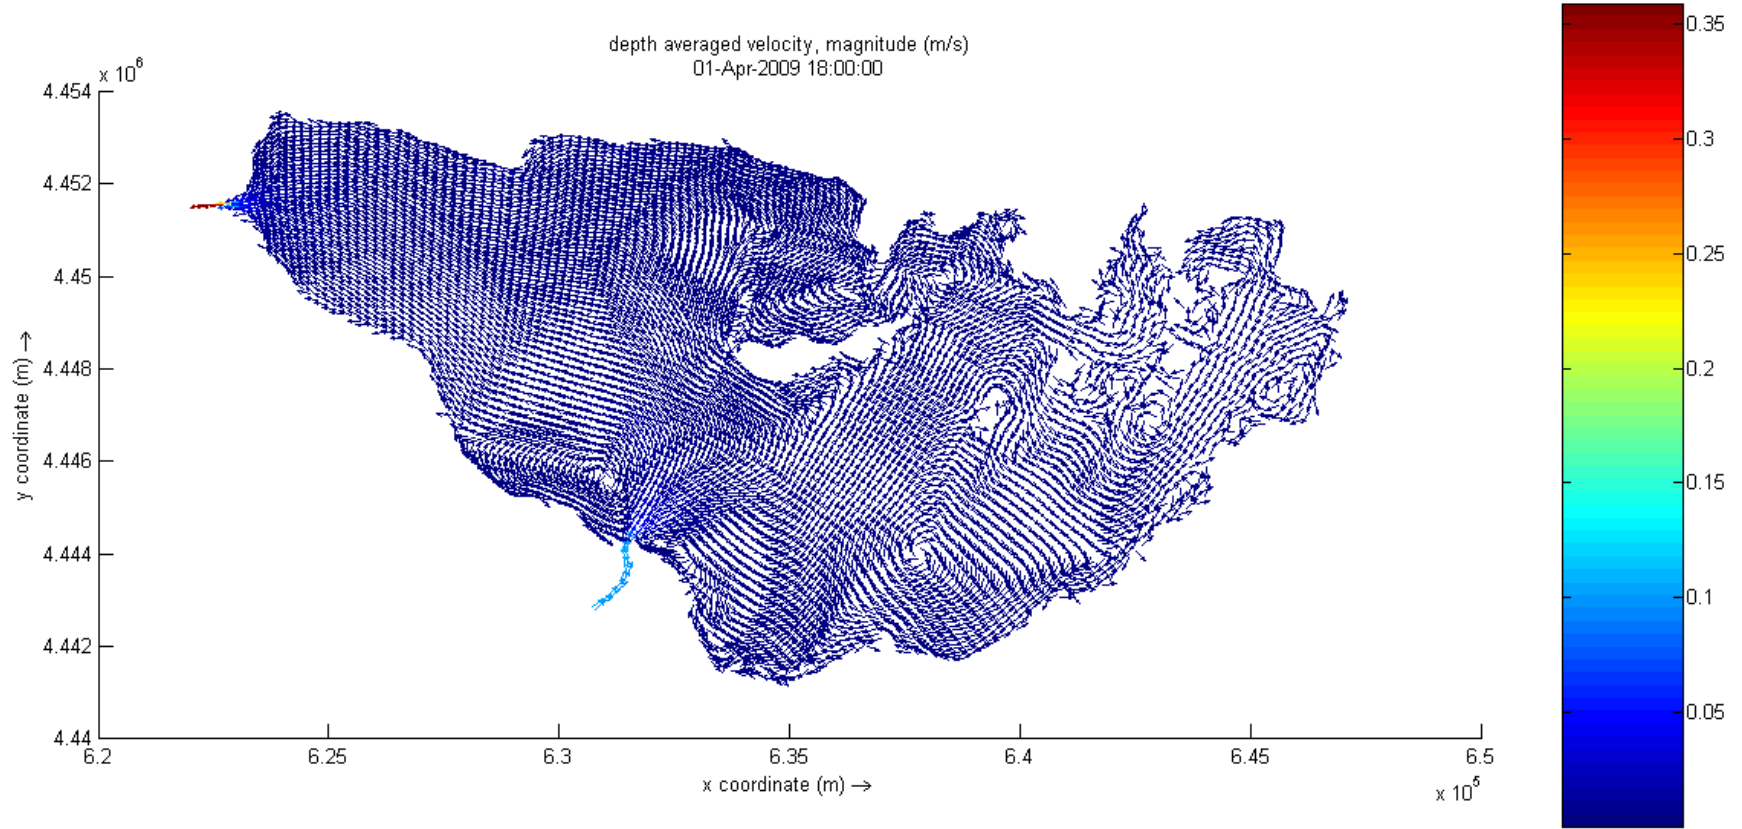 depth averaged velocity, magnitude (m/s)
01-Apr-2009 18:00:00
x 10^6
4.454
4.452
4.45
4.448
4.446
4.444
4.442
4.44
y coordinate (m) →
6.2 6.25 6.3 6.35 6.4 6.45 6.5
x coordinate (m) →
x 10^5
0.35
0.3
0.25
0.2
0.15
0.1
0.05